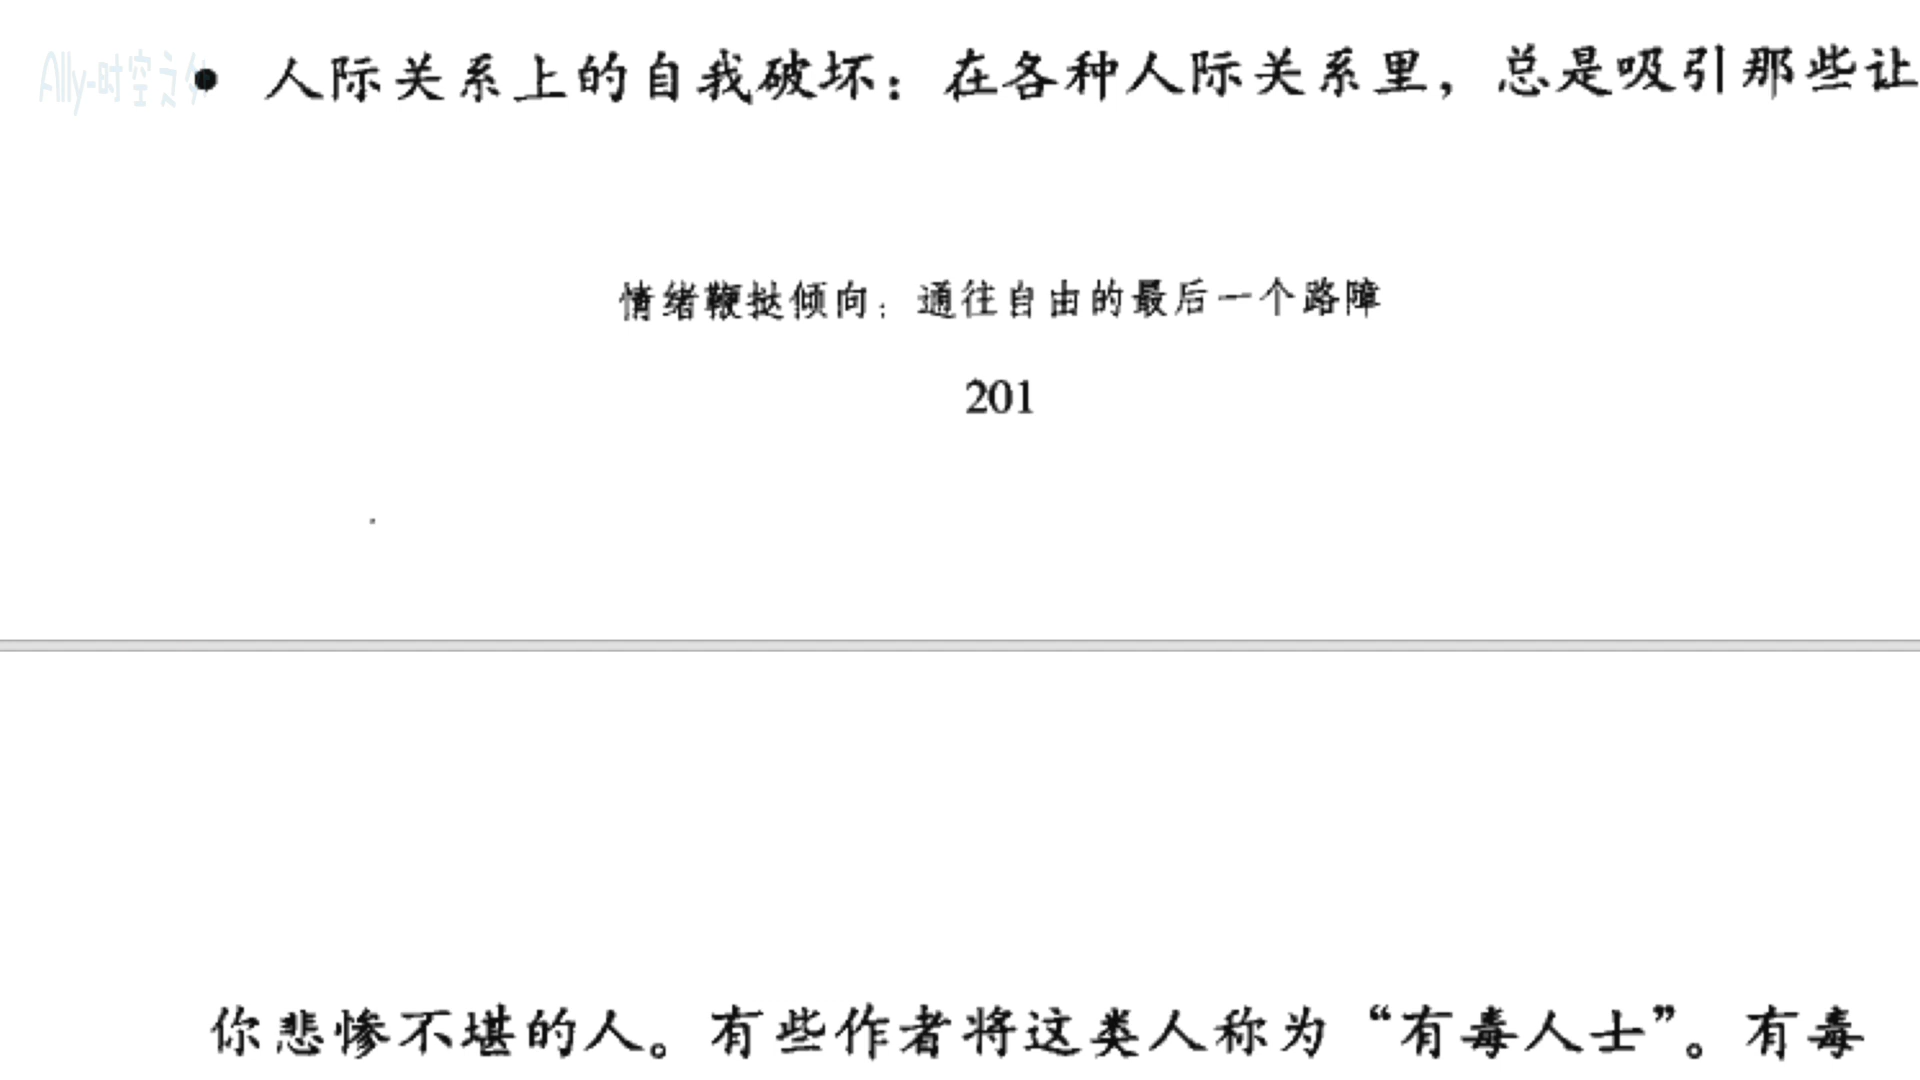 Ally-时空之
• 人际关系上的自我破坏：在各种人际关系里，总是吸引那些让
情绪鞭挞倾向：通往自由的最后一个路障
201
你悲惨不堪的人。有些作者将这类人称为“有毒人士”。有毒